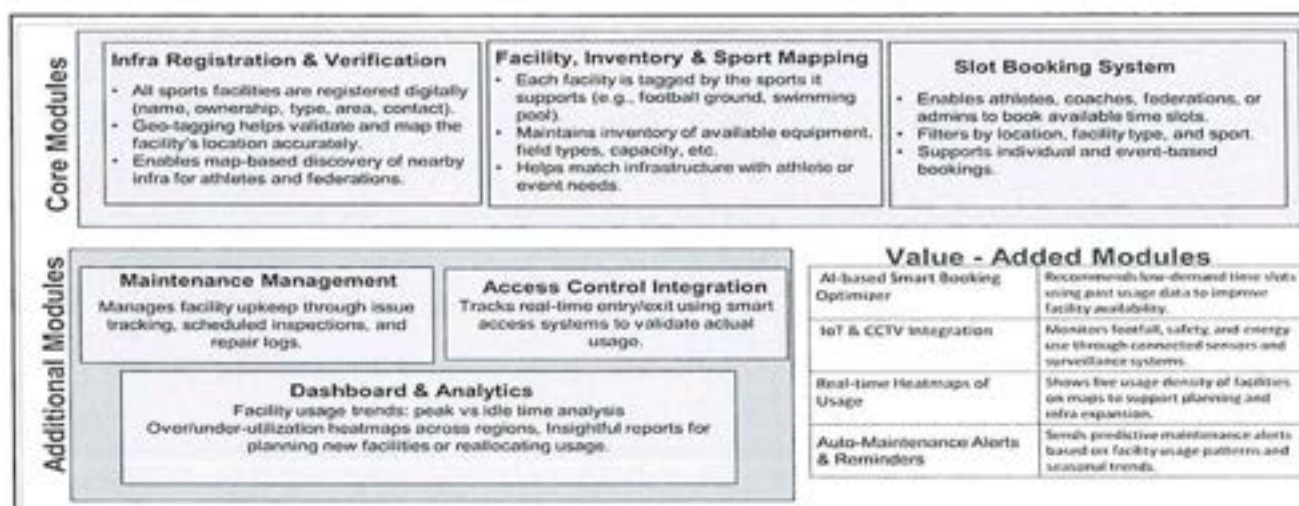 Core Modules
Infra Registration & Verification
• All sports facilities are registered digitally
(name, ownership, type, area, contact).
• Geo-tagging helps validate and map the
facility's location accurately.
• Enables map-based discovery of nearby
infra for athletes and federations.
Facility, Inventory & Sport Mapping
• Each facility is tagged by the sports it
supports (e.g., football ground, swimming
pool).
• Maintains inventory of available equipment,
field types, capacity, etc.
• Helps match infrastructure with athlete or
event needs.
Slot Booking System
• Enables athletes, coaches, federations, or
admins to book available time slots.
• Filters by location, facility type, and sport.
• Supports individual and event-based
bookings.
Additional Modules
Maintenance Management
Manages facility upkeep through issue
tracking, scheduled inspections, and
repair logs.
Access Control Integration
Tracks real-time entry/exit using smart
access systems to validate actual
usage.
Dashboard & Analytics
Facility usage trends: peak vs idle time analysis
Over/under-utilization heatmaps across regions, Insightful reports for
planning new facilities or reallocating usage.
Value - Added Modules
AI-based Smart Booking
Optimizer
Recommends low-demand time slots
using past usage data to improve
facility availability.
IoT & CCTV Integration
Monitors footfall, safety, and energy
use through connected sensors and
surveillance systems.
Real-time Heatmaps of
Usage
Shows live usage density of facilities
on maps to support planning and
infra expansion.
Auto-Maintenance Alerts
& Reminders
Sends predictive maintenance alerts
based on facility usage patterns and
seasonal trends.